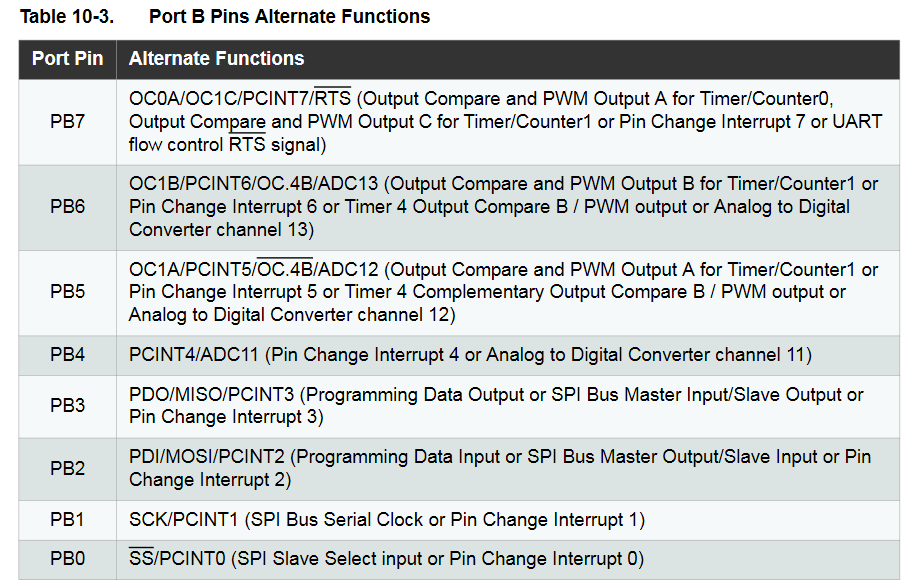 Table 10-3. Port B Pins Alternate Functions
Port Pin Alternate Functions
PB7
OC0A/OC1C/PCINT7/R̅T̅S̅ (Output Compare and PWM Output A for Timer/Counter0,
Output Compare and PWM Output C for Timer/Counter1 or Pin Change Interrupt 7 or UART
flow control R̅T̅S̅ signal)
PB6
OC1B/PCINT6/OC.4B/ADC13 (Output Compare and PWM Output B for Timer/Counter1 or
Pin Change Interrupt 6 or Timer 4 Output Compare B / PWM output or Analog to Digital
Converter channel 13)
PB5
OC1A/PCINT5/O̅C̅.̅4̅B̅/ADC12 (Output Compare and PWM Output A for Timer/Counter1 or
Pin Change Interrupt 5 or Timer 4 Complementary Output Compare B / PWM output or
Analog to Digital Converter channel 12)
PB4 PCINT4/ADC11 (Pin Change Interrupt 4 or Analog to Digital Converter channel 11)
PB3
PDO/MISO/PCINT3 (Programming Data Output or SPI Bus Master Input/Slave Output or
Pin Change Interrupt 3)
PB2
PDI/MOSI/PCINT2 (Programming Data Input or SPI Bus Master Output/Slave Input or Pin
Change Interrupt 2)
PB1 SCK/PCINT1 (SPI Bus Serial Clock or Pin Change Interrupt 1)
PB0 S̅S̅/PCINT0 (SPI Slave Select input or Pin Change Interrupt 0)